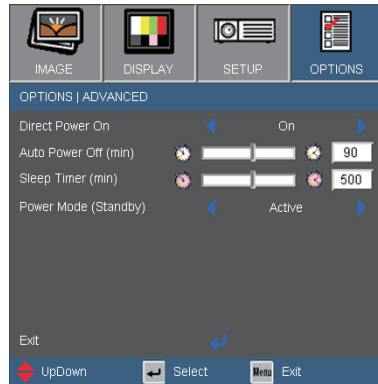 IMAGE DISPLAY SETUP OPTIONS
OPTIONS | ADVANCED
Direct Power On On
Auto Power Off (min) 90
Sleep Timer (min) 500
Power Mode (Standby) Active
Exit
UpDown Select Menu Exit